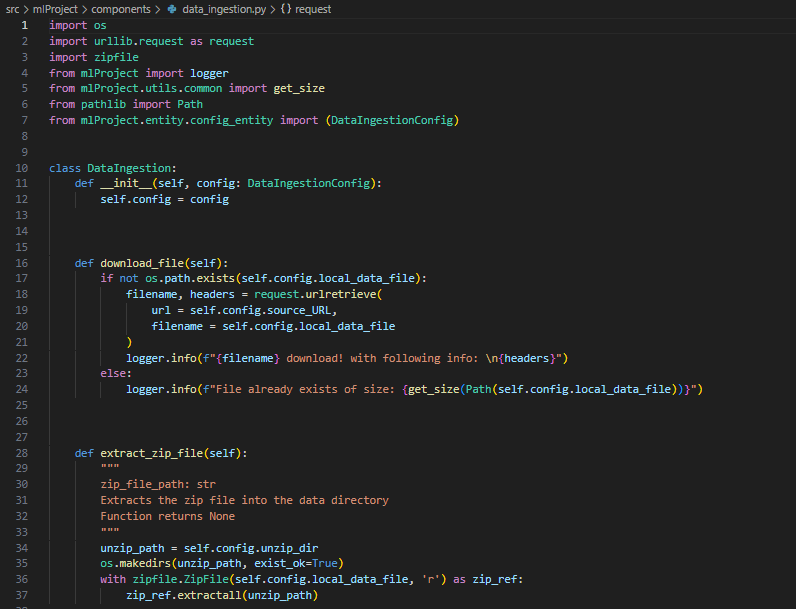 src > mlProject > components > data_ingestion.py > {} request
1 import os
2 import urllib.request as request
3 import zipfile
4 from mlProject import logger
5 from mlProject.utils.common import get_size
6 from pathlib import Path
7 from mlProject.entity.config_entity import (DataIngestionConfig)
8
9
10 class DataIngestion:
11     def __init__(self, config: DataIngestionConfig):
12         self.config = config
13
14
15
16     def download_file(self):
17         if not os.path.exists(self.config.local_data_file):
18             filename, headers = request.urlretrieve(
19                 url = self.config.source_URL,
20                 filename = self.config.local_data_file
21             )
22             logger.info(f"{filename} download! with following info: \n{headers}")
23         else:
24             logger.info(f"File already exists of size: {get_size(Path(self.config.local_data_file))}")
25
26
27
28     def extract_zip_file(self):
29         """
30         zip_file_path: str
31         Extracts the zip file into the data directory
32         Function returns None
33         """
34         unzip_path = self.config.unzip_dir
35         os.makedirs(unzip_path, exist_ok=True)
36         with zipfile.ZipFile(self.config.local_data_file, 'r') as zip_ref:
37             zip_ref.extractall(unzip_path)